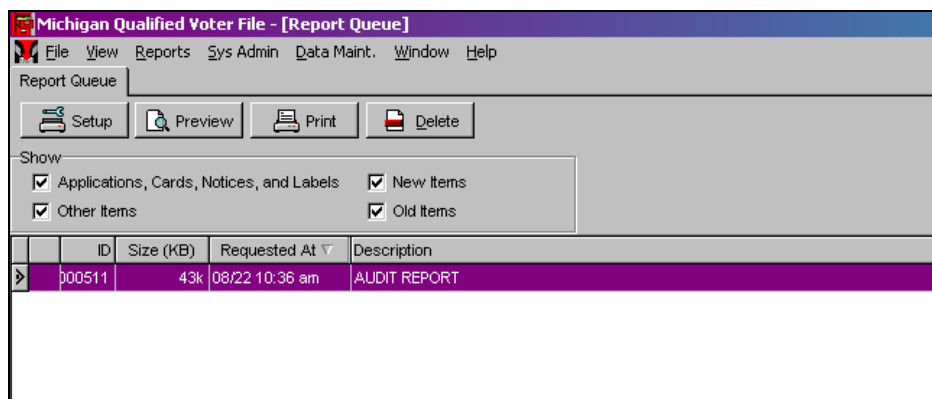 Michigan Qualified Voter File - [Report Queue]
File View Reports Sys Admin Data Maint. Window Help
Report Queue
Setup Preview Print Delete
Show
Applications, Cards, Notices, and Labels New Items
Other Items Old Items
ID Size (KB) Requested At Description
000511 43k 08/22 10:36 am AUDIT REPORT